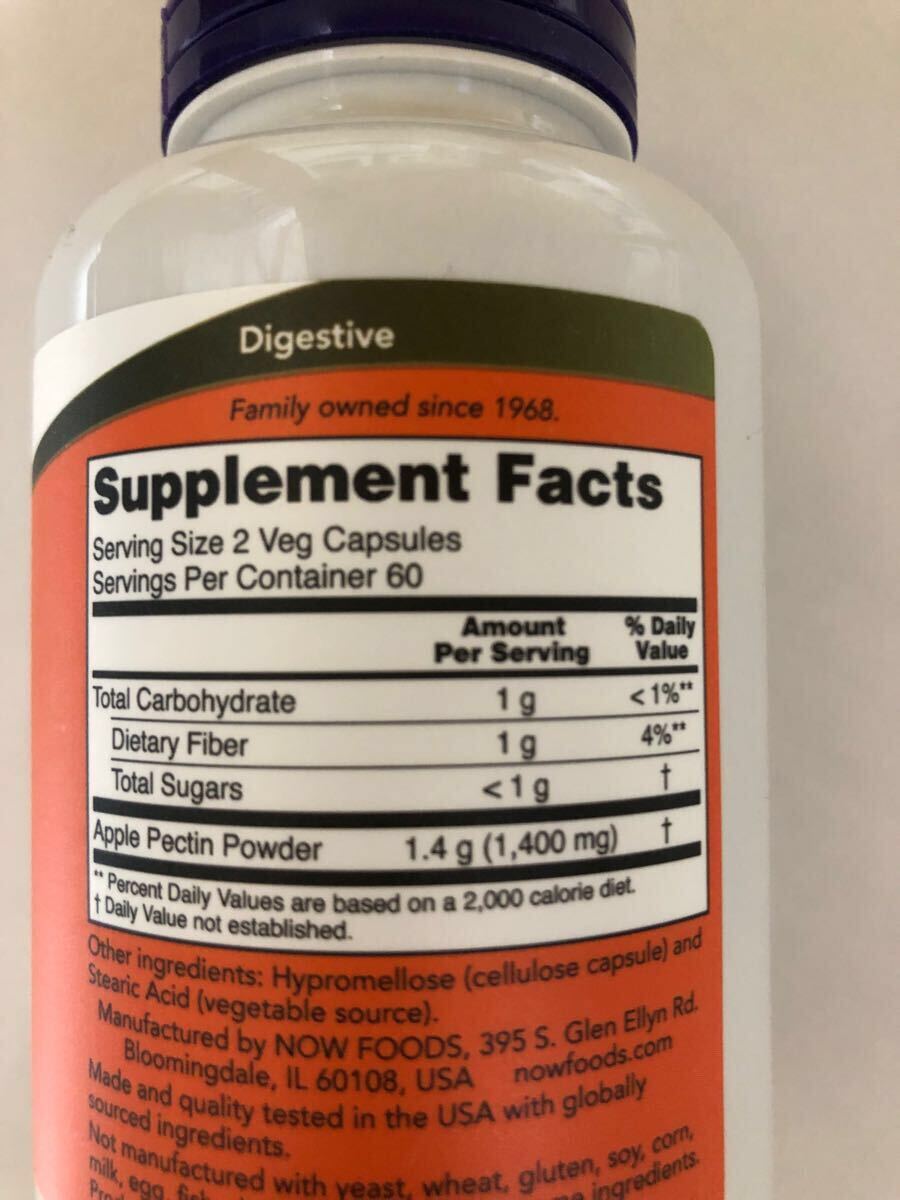 Digestive
Family owned since 1968.
Supplement Facts
Serving Size 2 Veg Capsules
Servings Per Container 60
Amount Per Serving % Daily Value
Total Carbohydrate 1 g < 1%**
Dietary Fiber 1 g 4%**
Total Sugars < 1 g †
Apple Pectin Powder 1.4 g (1,400 mg) †
** Percent Daily Values are based on a 2,000 calorie diet.
† Daily Value not established.
Other ingredients: Hypromellose (cellulose capsule) and
Stearic Acid (vegetable source).
Manufactured by NOW FOODS, 395 S. Glen Ellyn Rd.
Bloomingdale, IL 60108, USA nowfoods.com
Made and quality tested in the USA with globally
sourced ingredients.
Not manufactured with yeast, wheat, gluten, soy, corn,
milk, egg, ingredients.